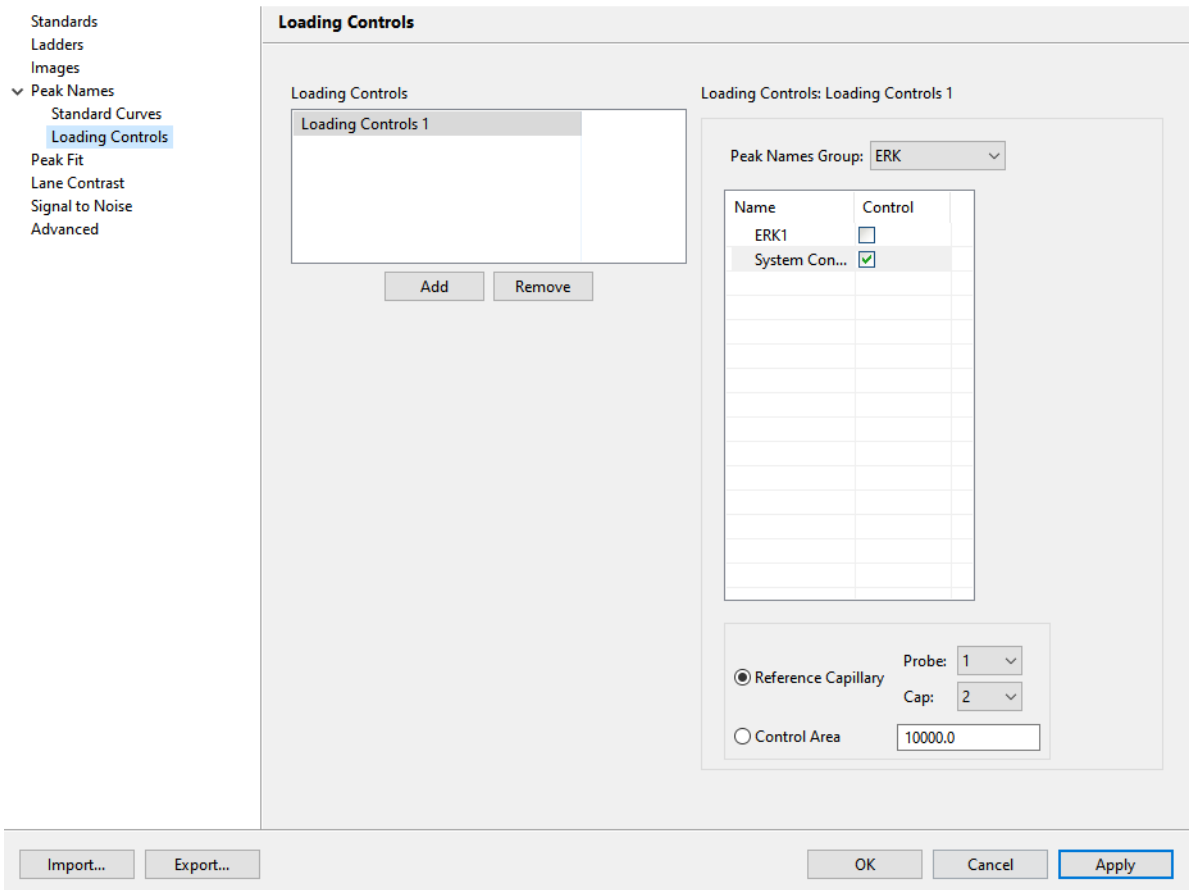 Standards
Ladders
Images
Peak Names
Standard Curves
Loading Controls
Peak Fit
Lane Contrast
Signal to Noise
Advanced
Loading Controls
Loading Controls
Loading Controls 1
Add Remove
Loading Controls: Loading Controls 1
Peak Names Group: ERK
Name Control
ERK1
System Con...
Reference Capillary
Probe: 1
Cap: 2
Control Area 10000.0
Import... Export... OK Cancel Apply